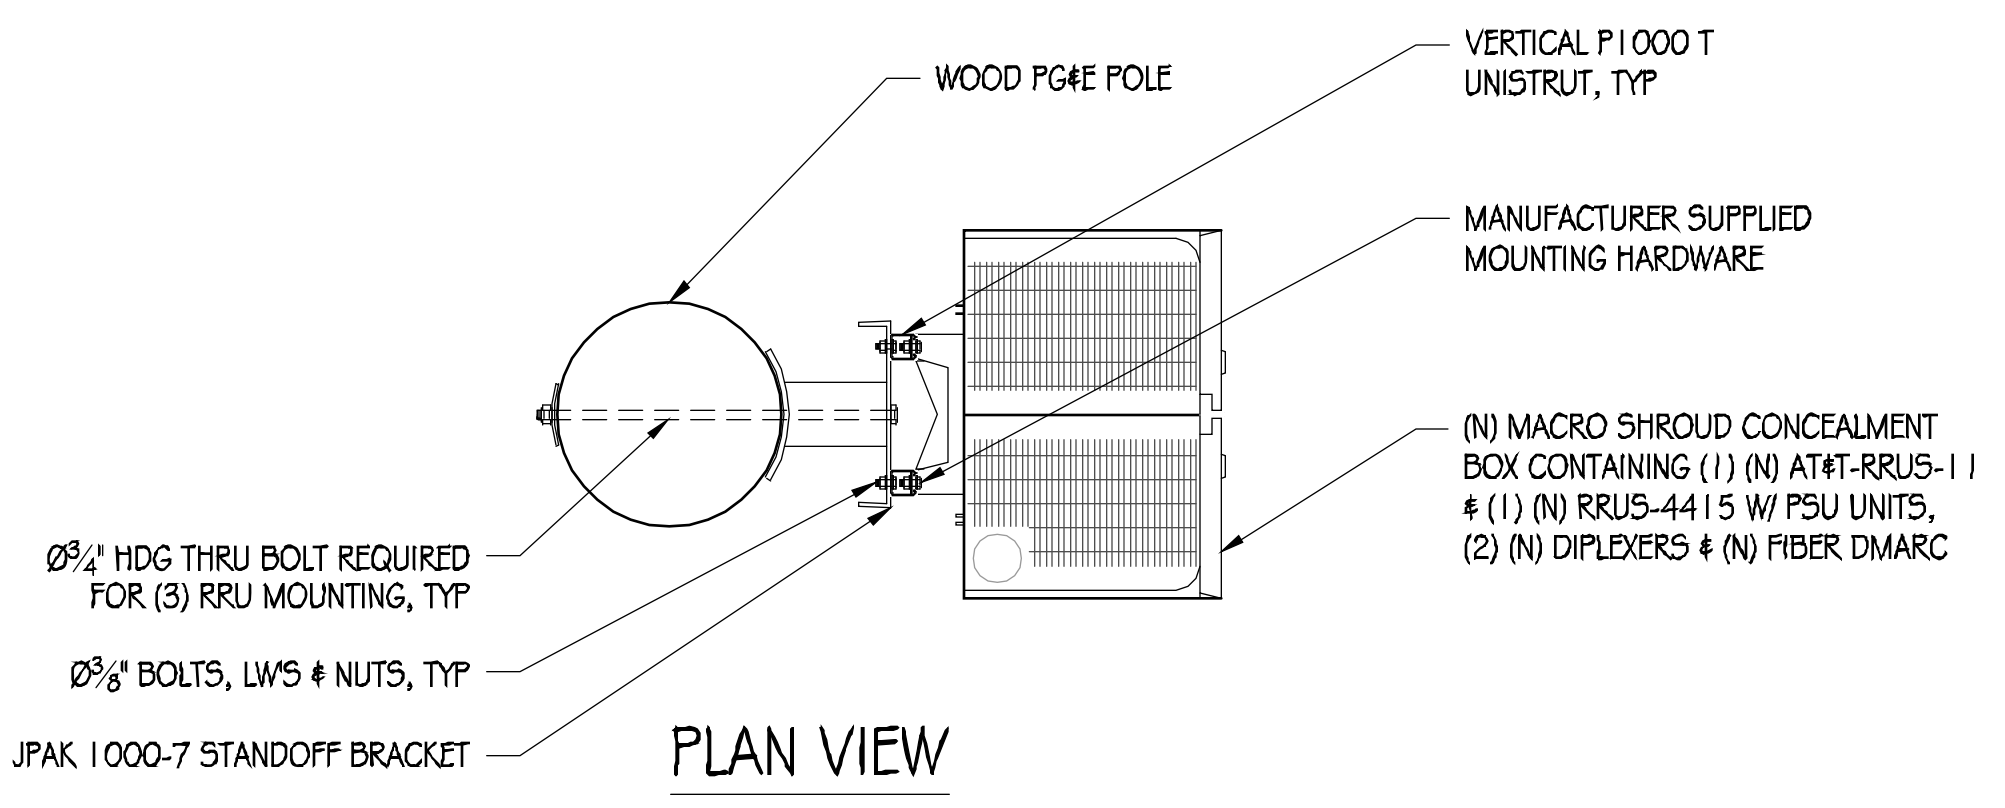 WOOD PG&E POLE
VERTICAL P1000 T
UNISTRUT, TYP
MANUFACTURER SUPPLIED
MOUNTING HARDWARE
(N) MACRO SHROUD CONCEALMENT
BOX CONTAINING (1) (N) AT&T-RRUS-11
& (1) (N) RRUS-4415 W/ PSU UNITS,
(2) (N) DIPLEXERS & (N) FIBER DMARC
Ø3/4" HDG THRU BOLT REQUIRED
FOR (3) RRU MOUNTING, TYP
Ø3/8" BOLTS, LW'S & NUTS, TYP
JPAK 1000-7 STANDOFF BRACKET
PLAN VIEW